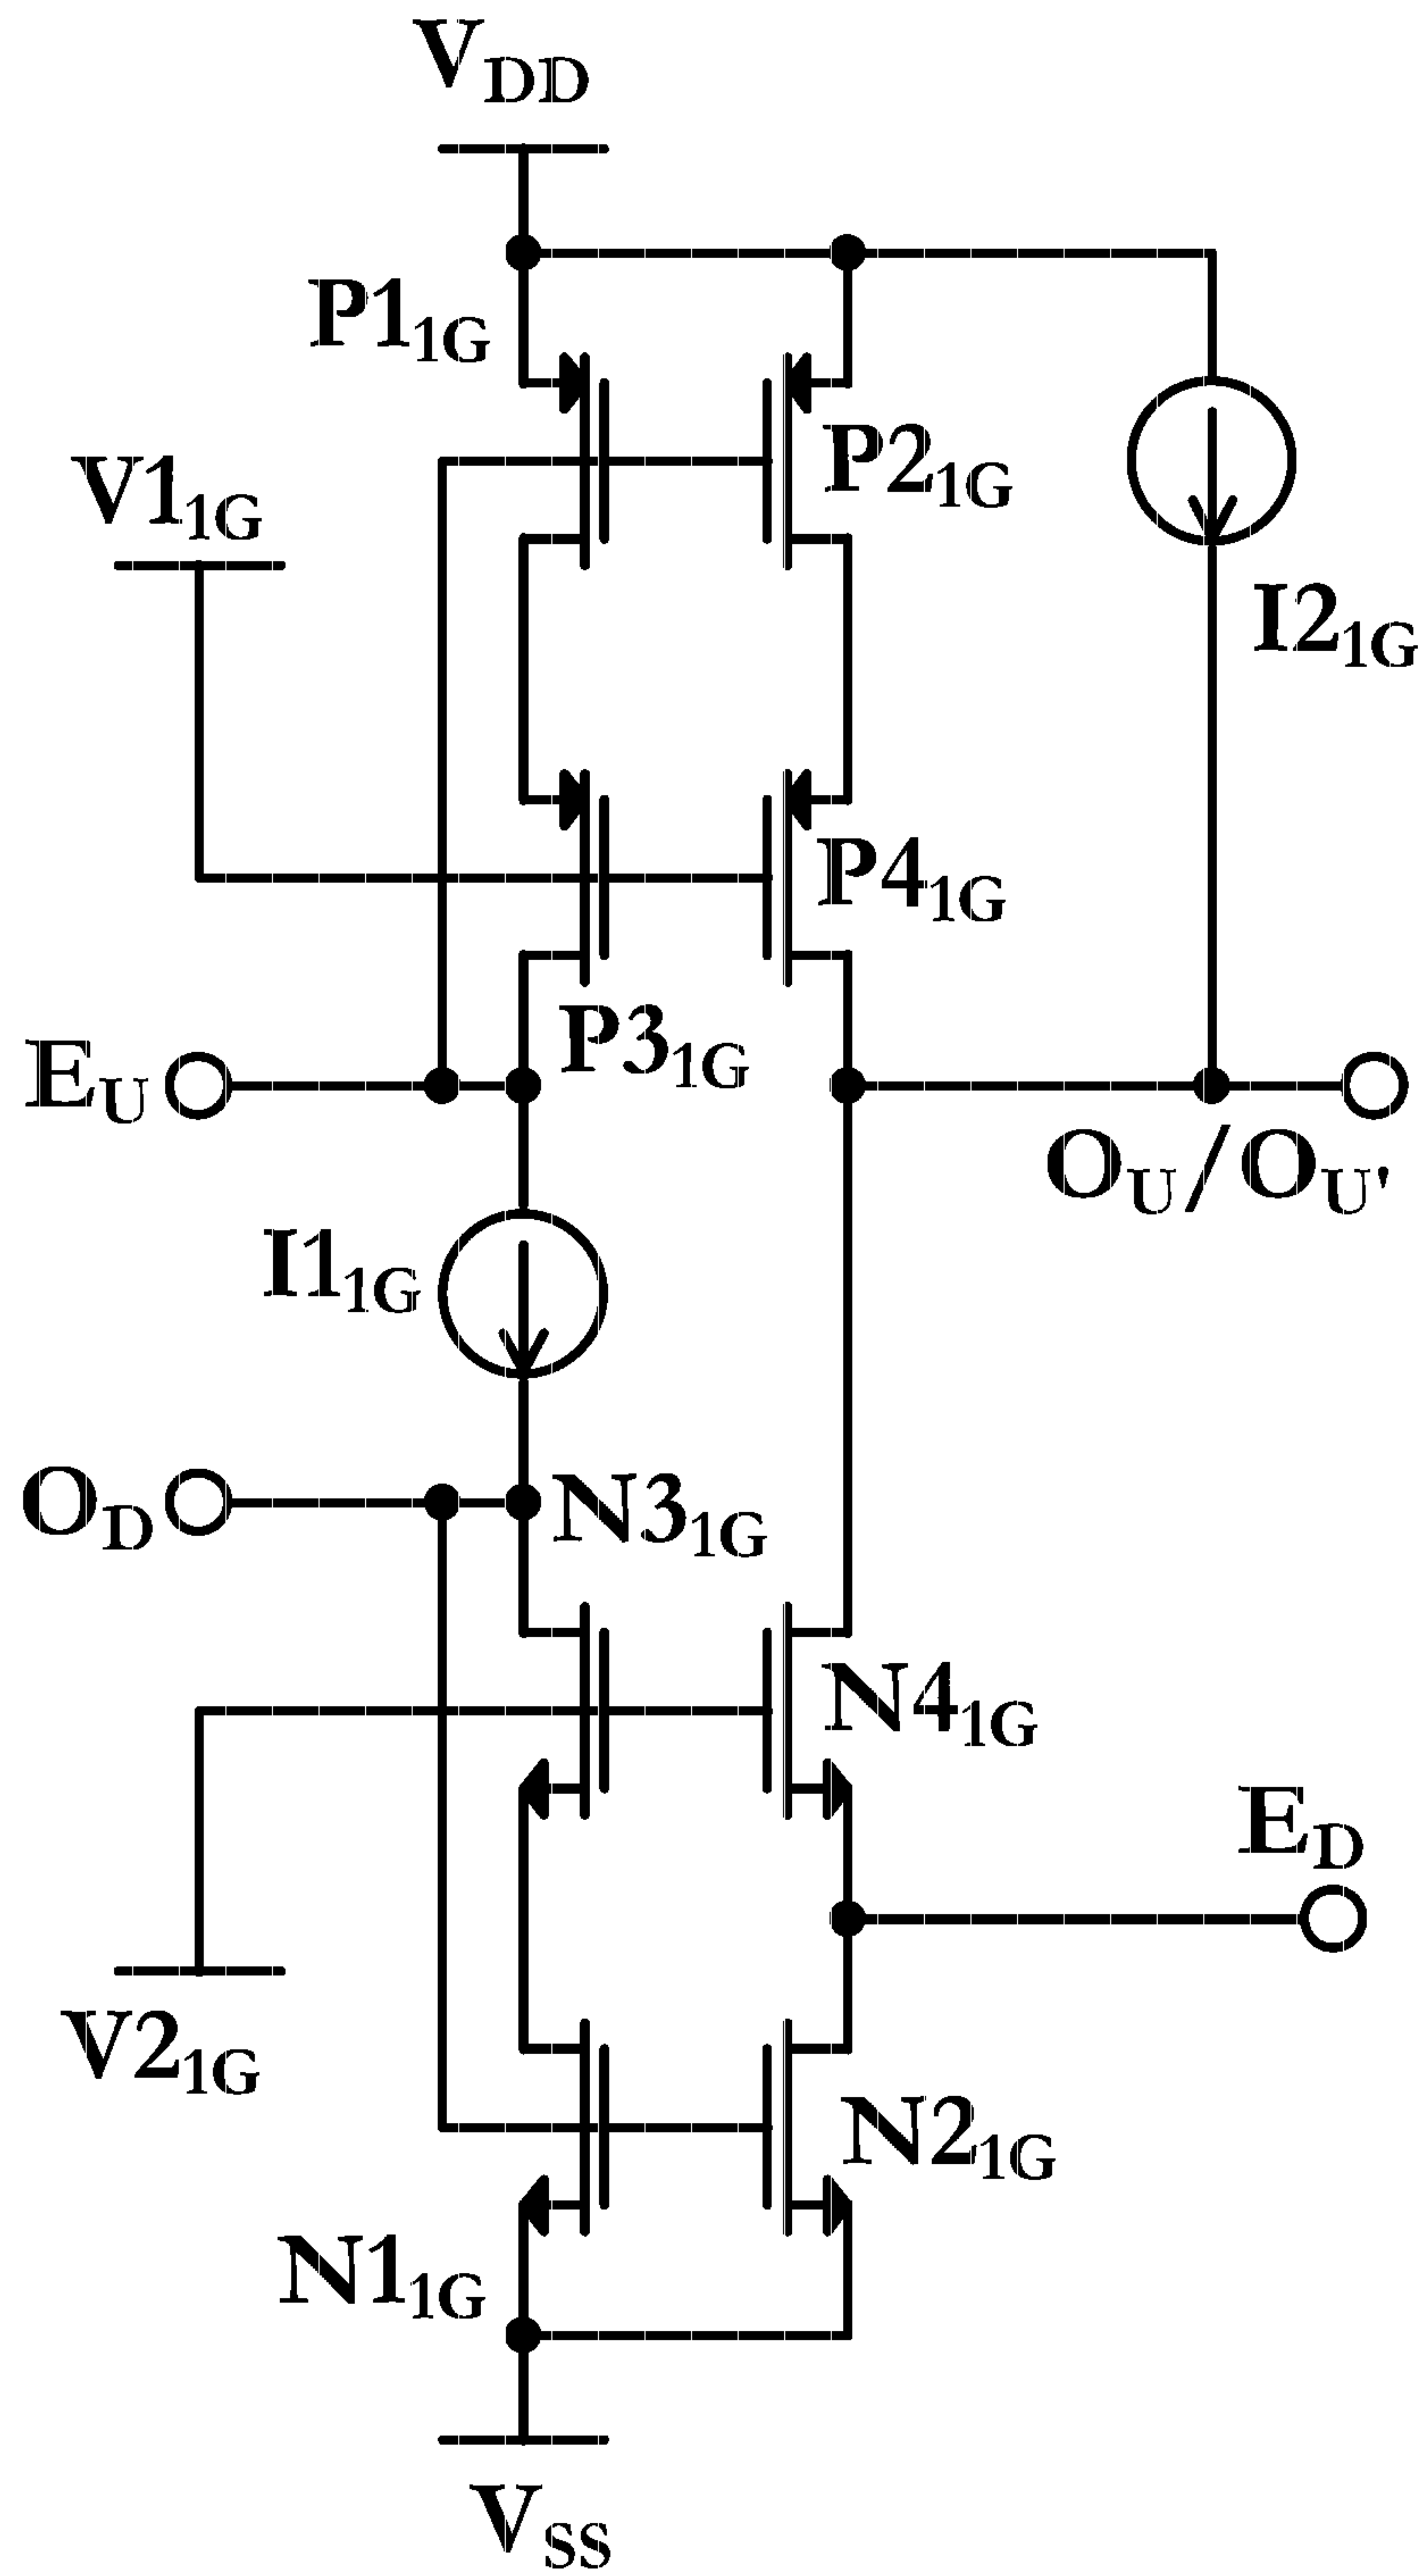 VDD
P11G
V11G
P21G
I21G
P41G
P31G
EU
OU/OU'
I11G
OD
N31G
N41G
ED
V21G
N21G
N11G
VSS